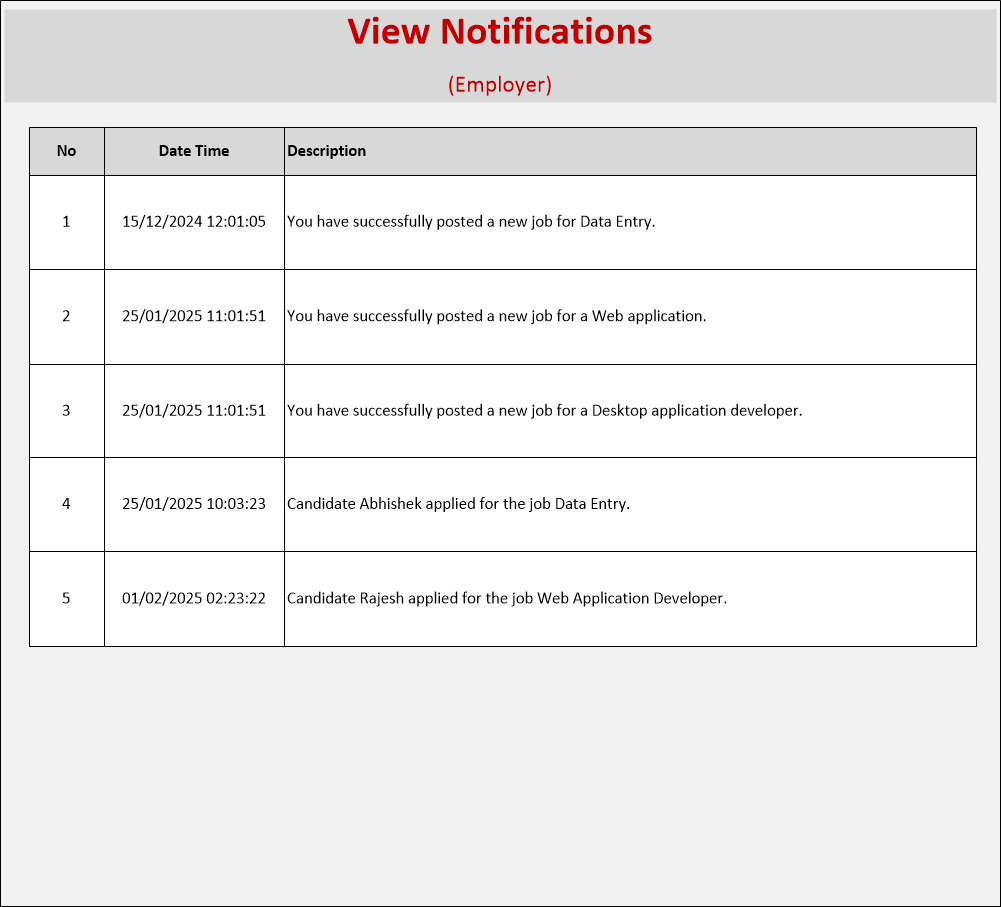 View Notifications
(Employer)
No Date Time Description
1 15/12/2024 12:01:05 You have successfully posted a new job for Data Entry.
2 25/01/2025 11:01:51 You have successfully posted a new job for a Web application.
3 25/01/2025 11:01:51 You have successfully posted a new job for a Desktop application developer.
4 25/01/2025 10:03:23 Candidate Abhishek applied for the job Data Entry.
5 01/02/2025 02:23:22 Candidate Rajesh applied for the job Web Application Developer.